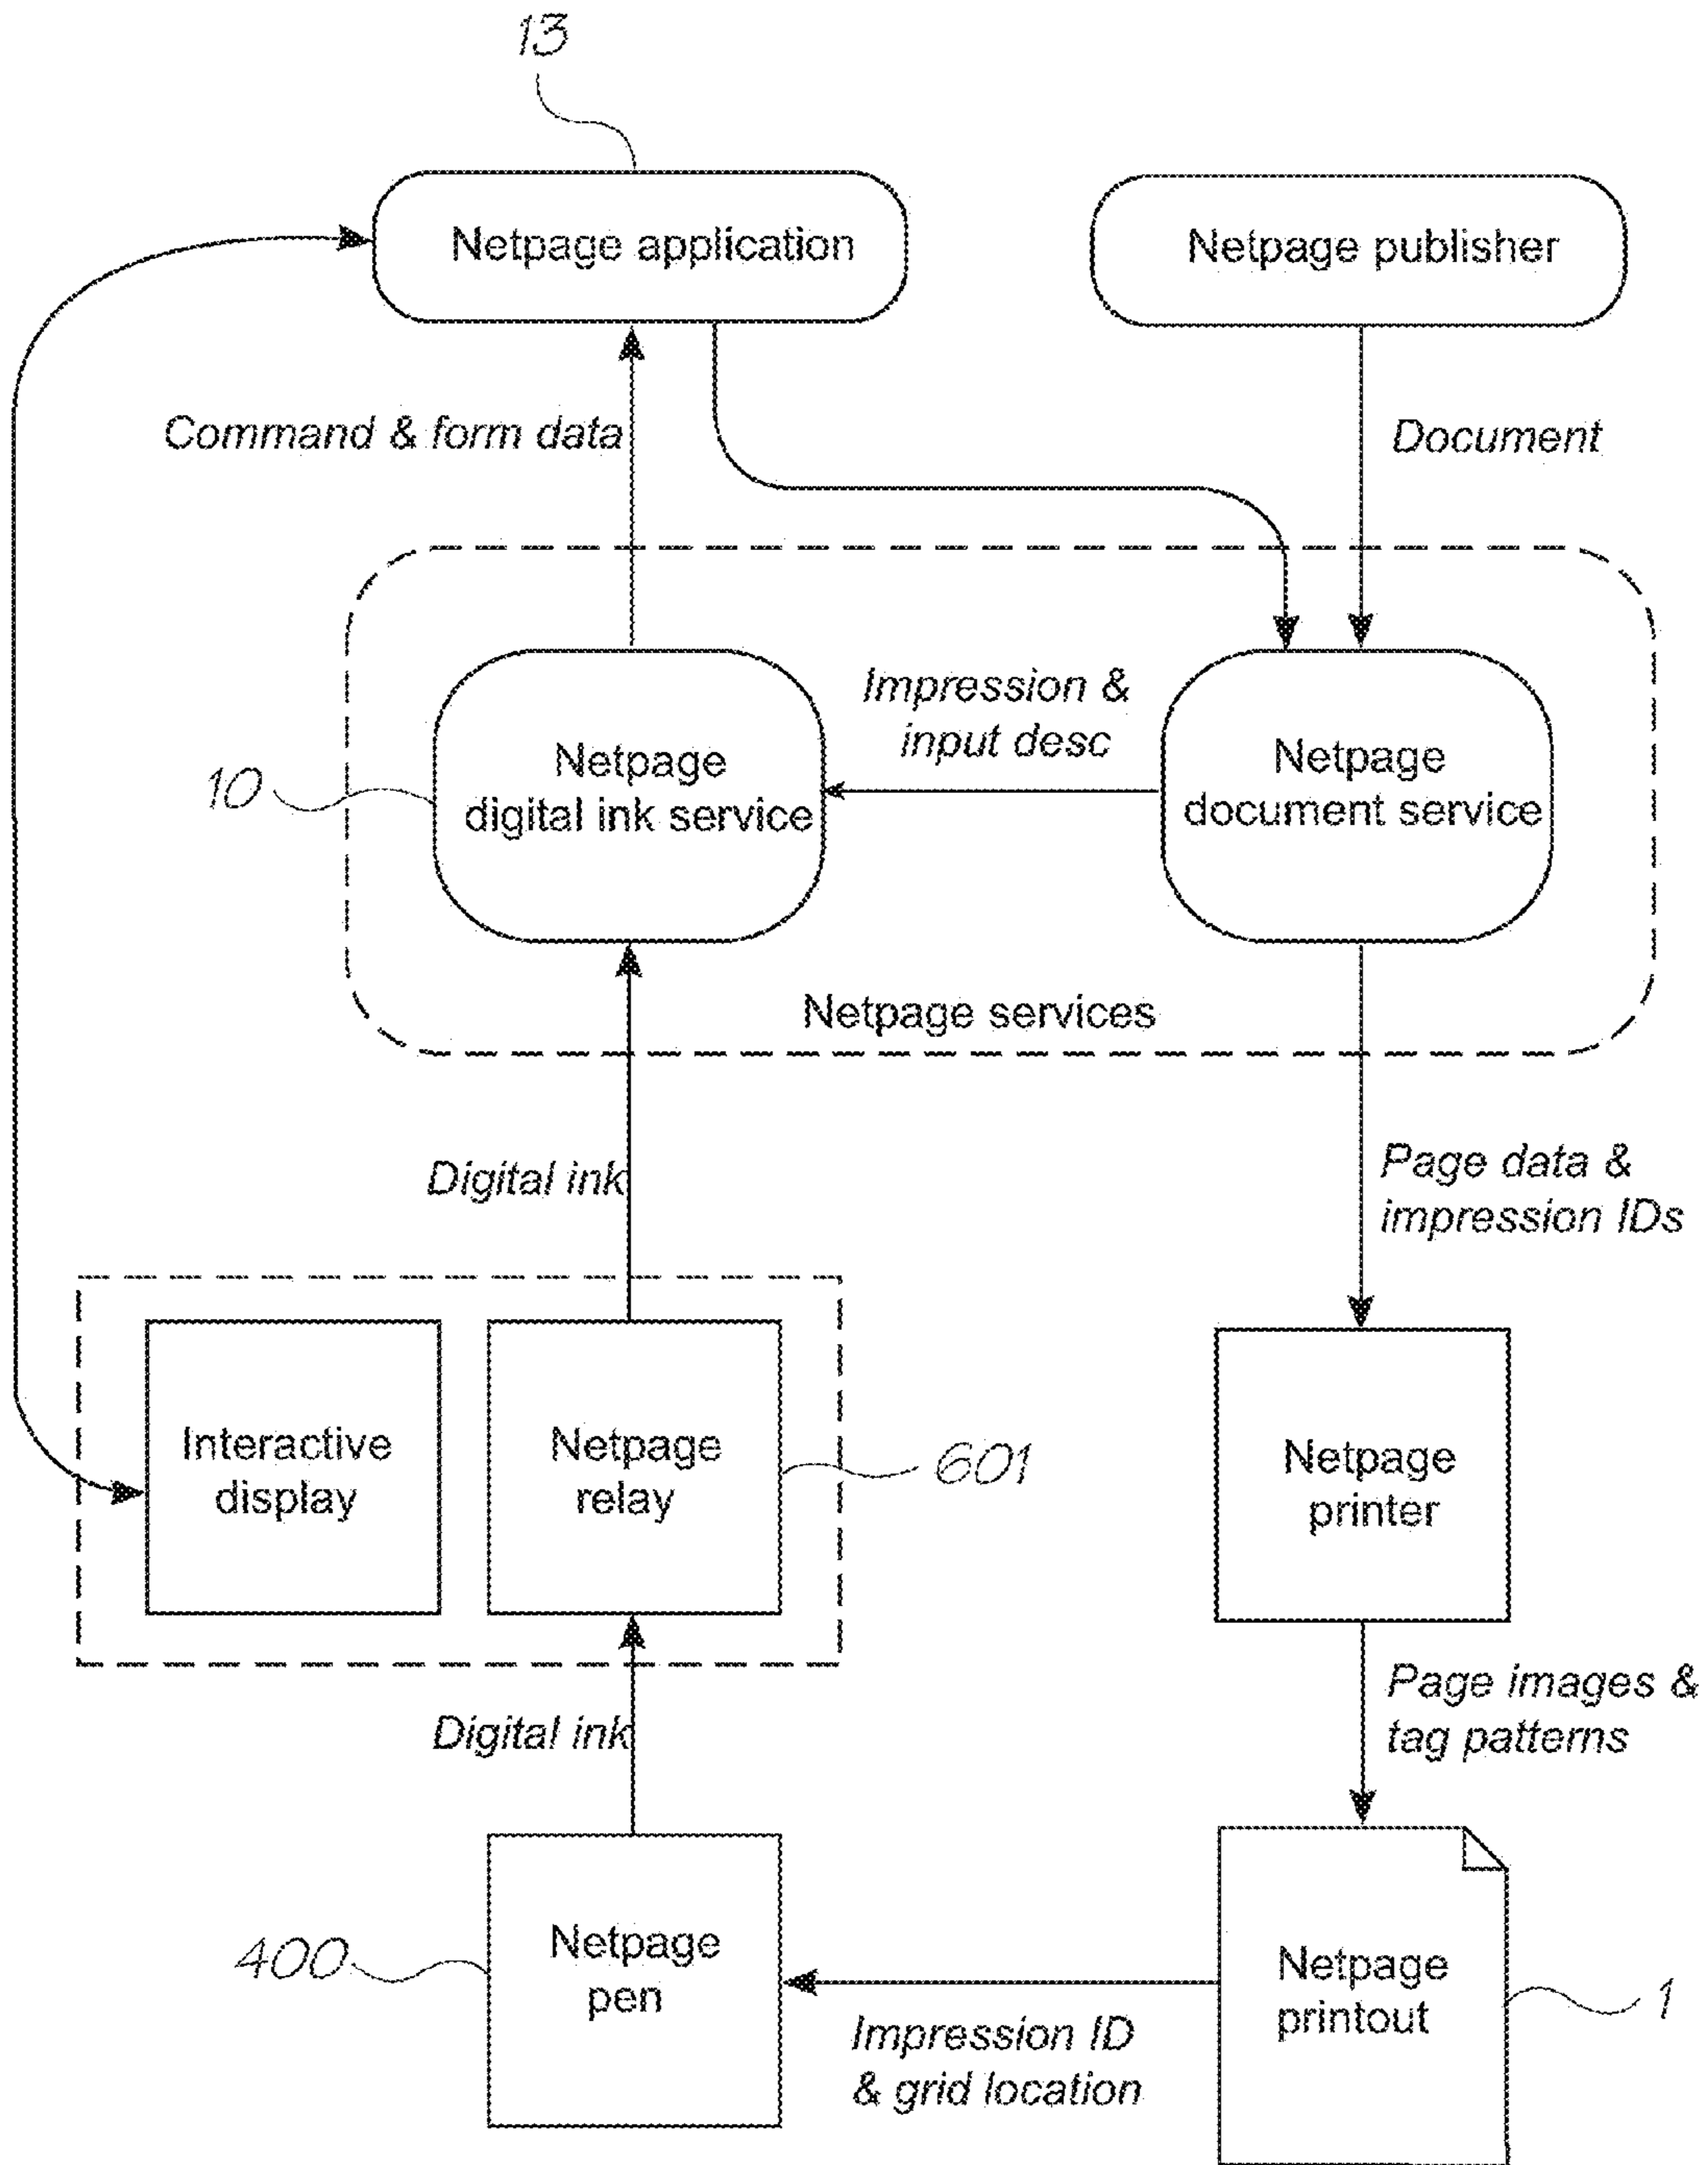 13
Netpage application
Netpage publisher
Command & form data
Document
Impression &
input desc
10
Netpage
digital ink service
Netpage
document service
Netpage services
Digital ink
Page data &
impression IDs
Interactive
display
Netpage
relay
601
Netpage
printer
Digital ink
Page images &
tag patterns
400
Netpage
pen
Impression ID
& grid location
Netpage
printout
1